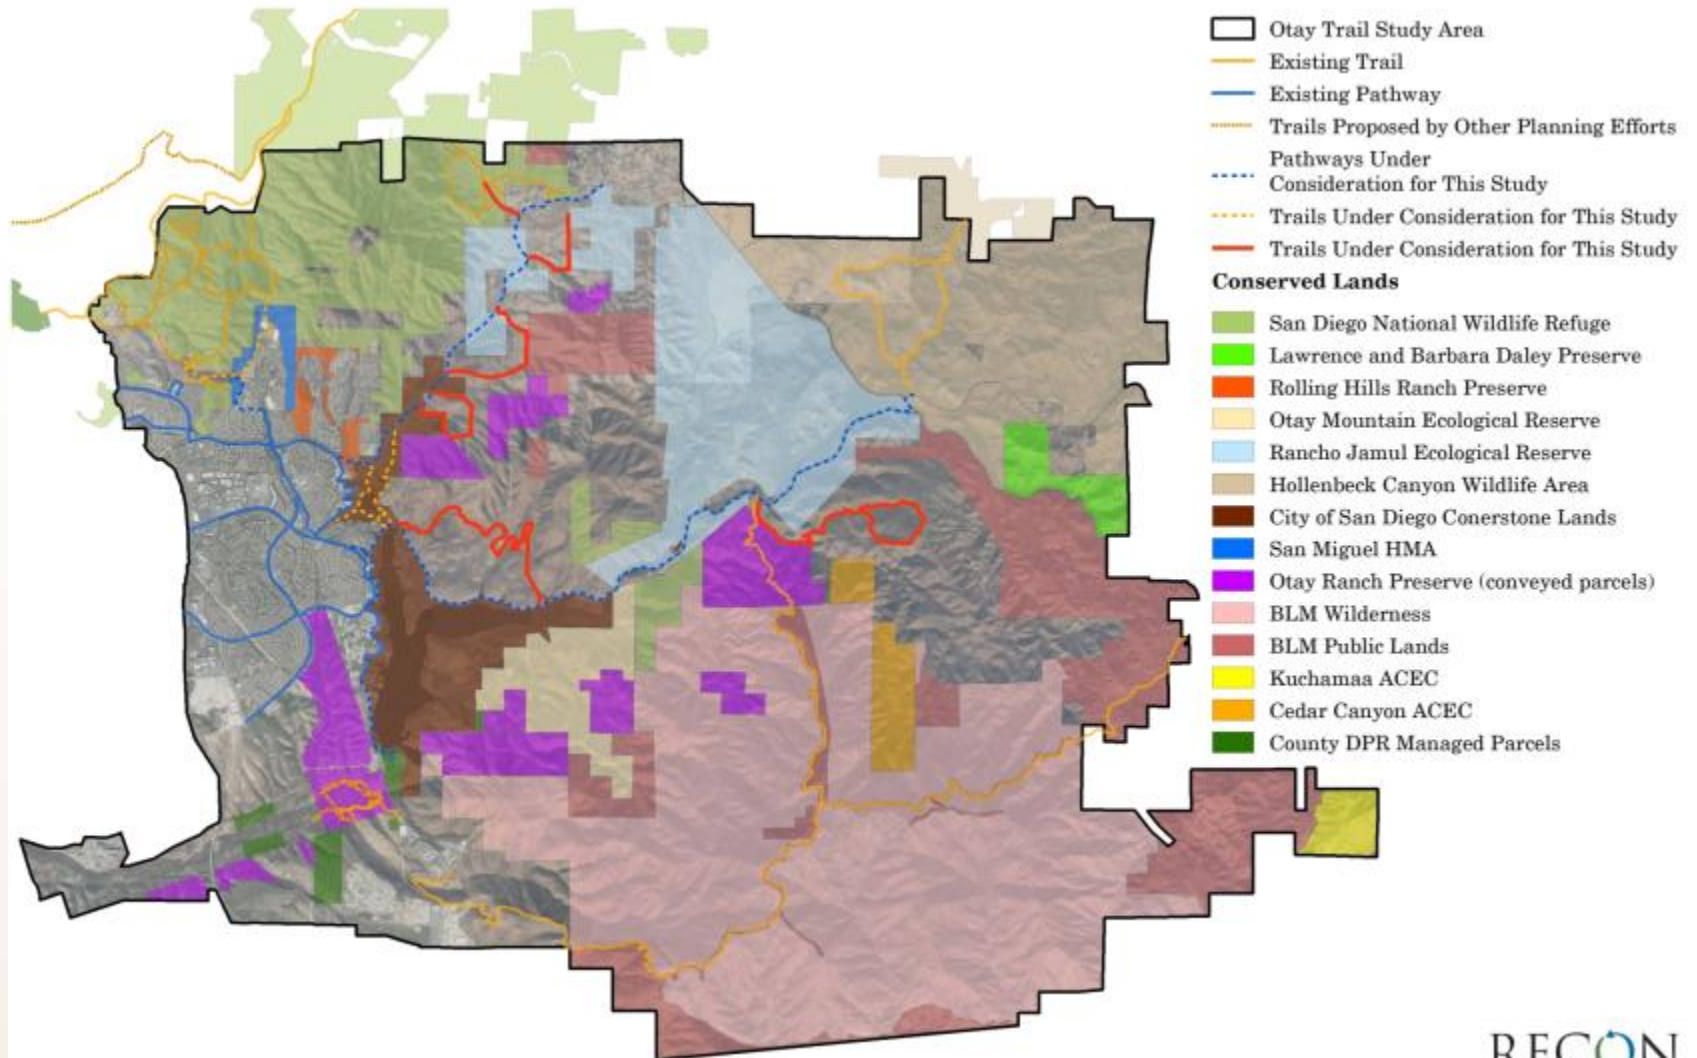 Otay Trail Study Area
Existing Trail
Existing Pathway
Trails Proposed by Other Planning Efforts
Pathways Under
Consideration for This Study
Trails Under Consideration for This Study
Trails Under Consideration for This Study
Conserved Lands
San Diego National Wildlife Refuge
Lawrence and Barbara Daley Preserve
Rolling Hills Ranch Preserve
Otay Mountain Ecological Reserve
Rancho Jamul Ecological Reserve
Hollenbeck Canyon Wildlife Area
City of San Diego Conerstone Lands
San Miguel HMA
Otay Ranch Preserve (conveyed parcels)
BLM Wilderness
BLM Public Lands
Kuchamaa ACEC
Cedar Canyon ACEC
County DPR Managed Parcels
RECON